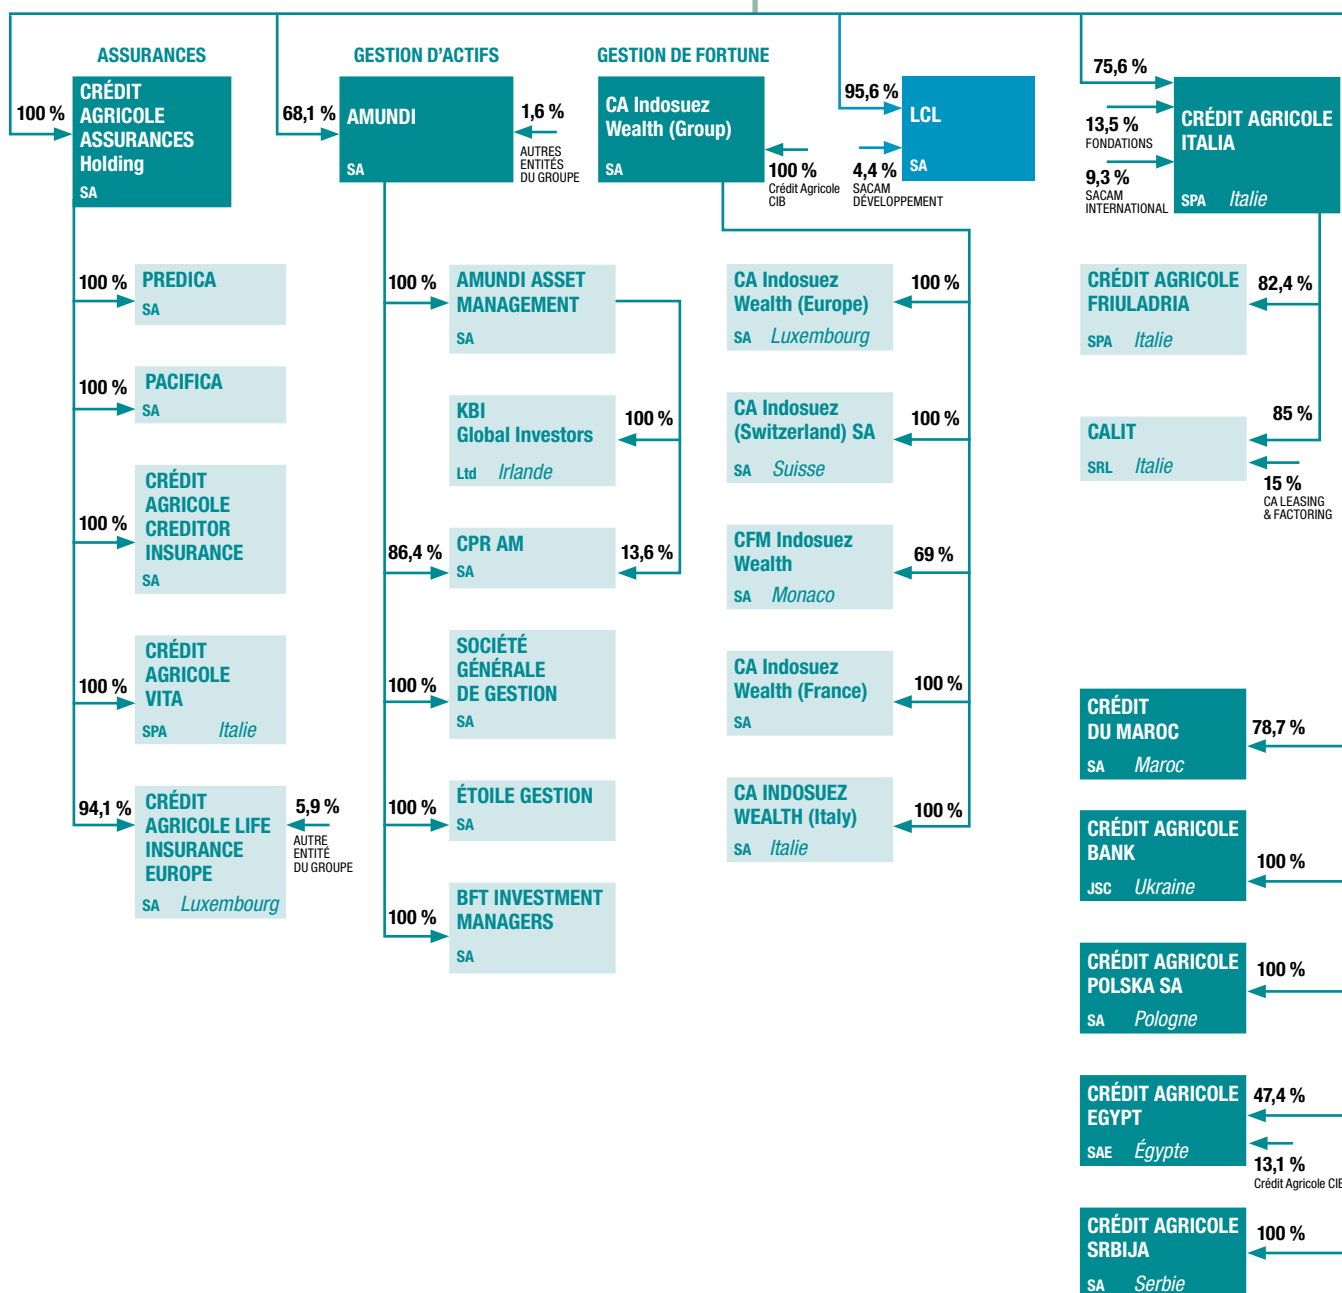 ASSURANCES
100 %
CRÉDIT
AGRICOLE
ASSURANCES
Holding
SA
100 %
PREDICA
SA
100 %
PACIFICA
SA
100 %
CRÉDIT
AGRICOLE
CREDITOR
INSURANCE
SA
100 %
CRÉDIT
AGRICOLE
VITA
SPA Italie
94,1 %
CRÉDIT
AGRICOLE LIFE
INSURANCE
EUROPE
SA Luxembourg
5,9 %
AUTRE
ENTITÉ
DU GROUPE
GESTION D'ACTIFS
68,1 %
AMUNDI
SA
1,6 %
AUTRES
ENTITÉS
DU GROUPE
100 %
AMUNDI ASSET
MANAGEMENT
SA
KBI
Global Investors
Ltd Irlande
100 %
86,4 %
CPR AM
SA
13,6 %
100 %
SOCIÉTÉ
GÉNÉRALE
DE GESTION
SA
100 %
ÉTOILE GESTION
SA
100 %
BFT INVESTMENT
MANAGERS
SA
GESTION DE FORTUNE
CA Indosuez
Wealth (Group)
SA
100 %
Crédit Agricole
CIB
CA Indosuez
Wealth (Europe)
SA Luxembourg
100 %
CA Indosuez
(Switzerland) SA
SA Suisse
100 %
CFM Indosuez
Wealth
SA Monaco
69 %
CA Indosuez
Wealth (France)
SA
100 %
CA INDOSUEZ
WEALTH (Italy)
SA Italie
100 %
95,6 %
LCL
SA
4,4 %
SACAM
DÉVELOPPEMENT
75,6 %
13,5 %
FONDATIONS
9,3 %
SACAM
INTERNATIONAL
CRÉDIT AGRICOLE
ITALIA
SPA Italie
CRÉDIT AGRICOLE
FRIULADRIA
SPA Italie
82,4 %
CALIT
SRL Italie
85 %
15 %
CA LEASING
& FACTORING
CRÉDIT
DU MAROC
SA Maroc
78,7 %
CRÉDIT AGRICOLE
BANK
JSC Ukraine
100 %
CRÉDIT AGRICOLE
POLSKA SA
SA Pologne
100 %
CRÉDIT AGRICOLE
EGYPT
SAE Égypte
47,4 %
13,1 %
Crédit Agricole CIB
CRÉDIT AGRICOLE
SRBIJA
SA Serbie
100 %